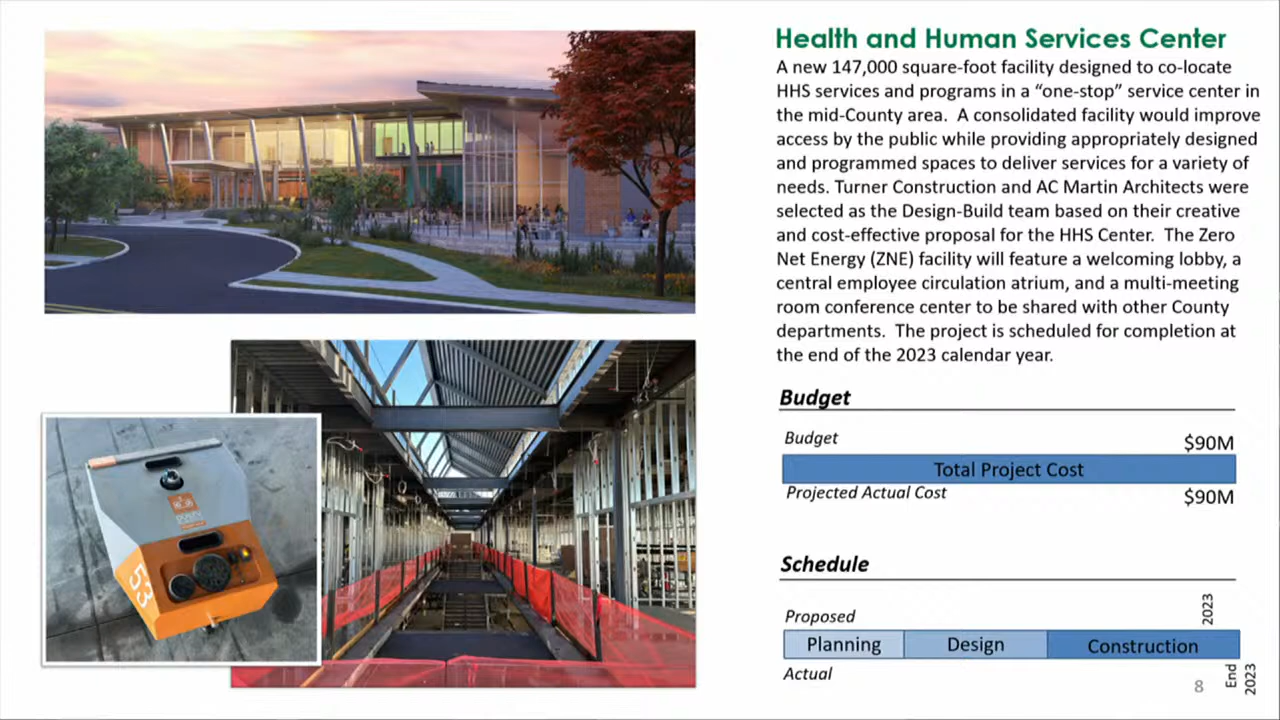 Health and Human Services Center
A new 147,000 square-foot facility designed to co-locate
HHS services and programs in a “one-stop” service center in
the mid-County area.  A consolidated facility would improve
access by the public while providing appropriately designed
and programmed spaces to deliver services for a variety of
needs. Turner Construction and AC Martin Architects were
selected as the Design-Build team based on their creative
and cost-effective proposal for the HHS Center.  The Zero
Net Energy (ZNE) facility will feature a welcoming lobby, a
central employee circulation atrium, and a multi-meeting
room conference center to be shared with other County
departments.  The project is scheduled for completion at
the end of the 2023 calendar year.
Budget
Budget
$90M
Total Project Cost
Projected Actual Cost
$90M
Schedule
Proposed
2023
Planning
Design
Construction
Actual
End
2023
8
53